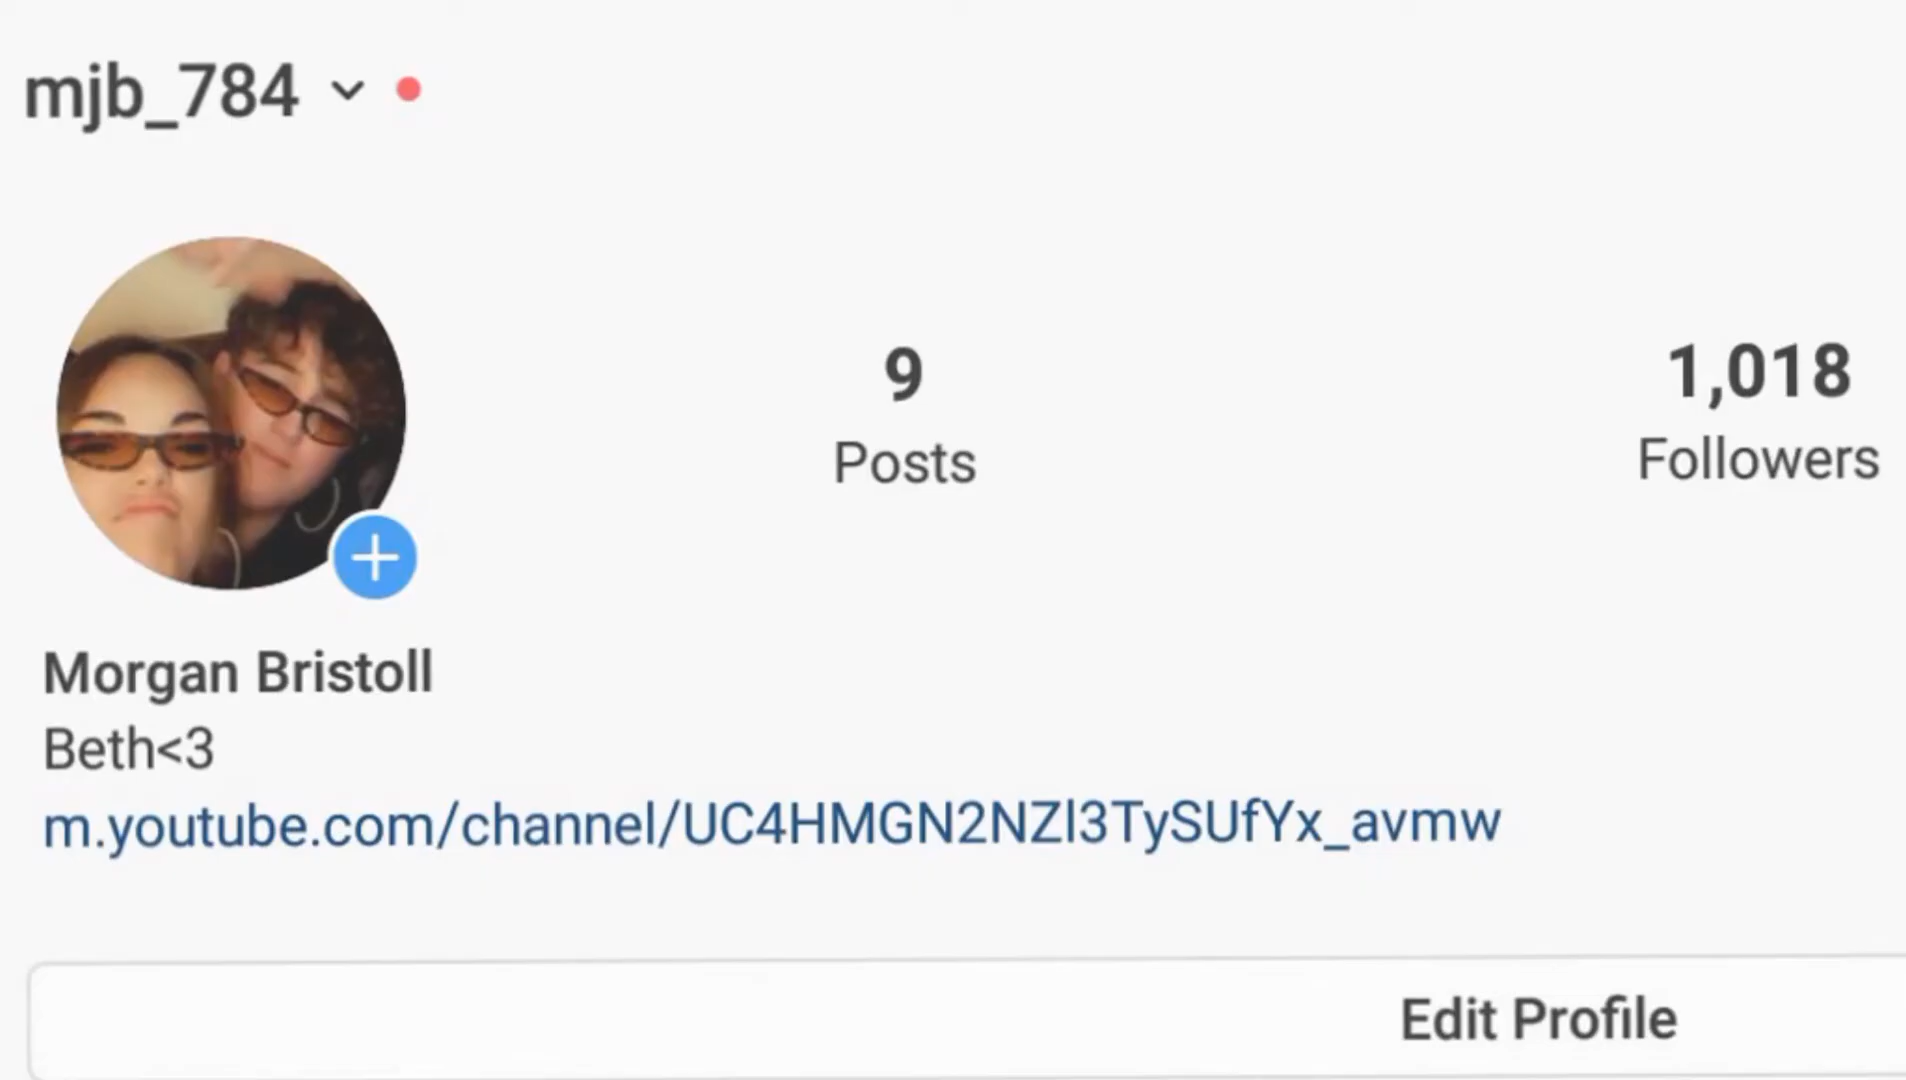 mjb_784
9
Posts
1,018
Followers
Morgan Bristoll
Beth<3
m.youtube.com/channel/UC4HMGN2NZl3TySUfYx_avmw
Edit Profile